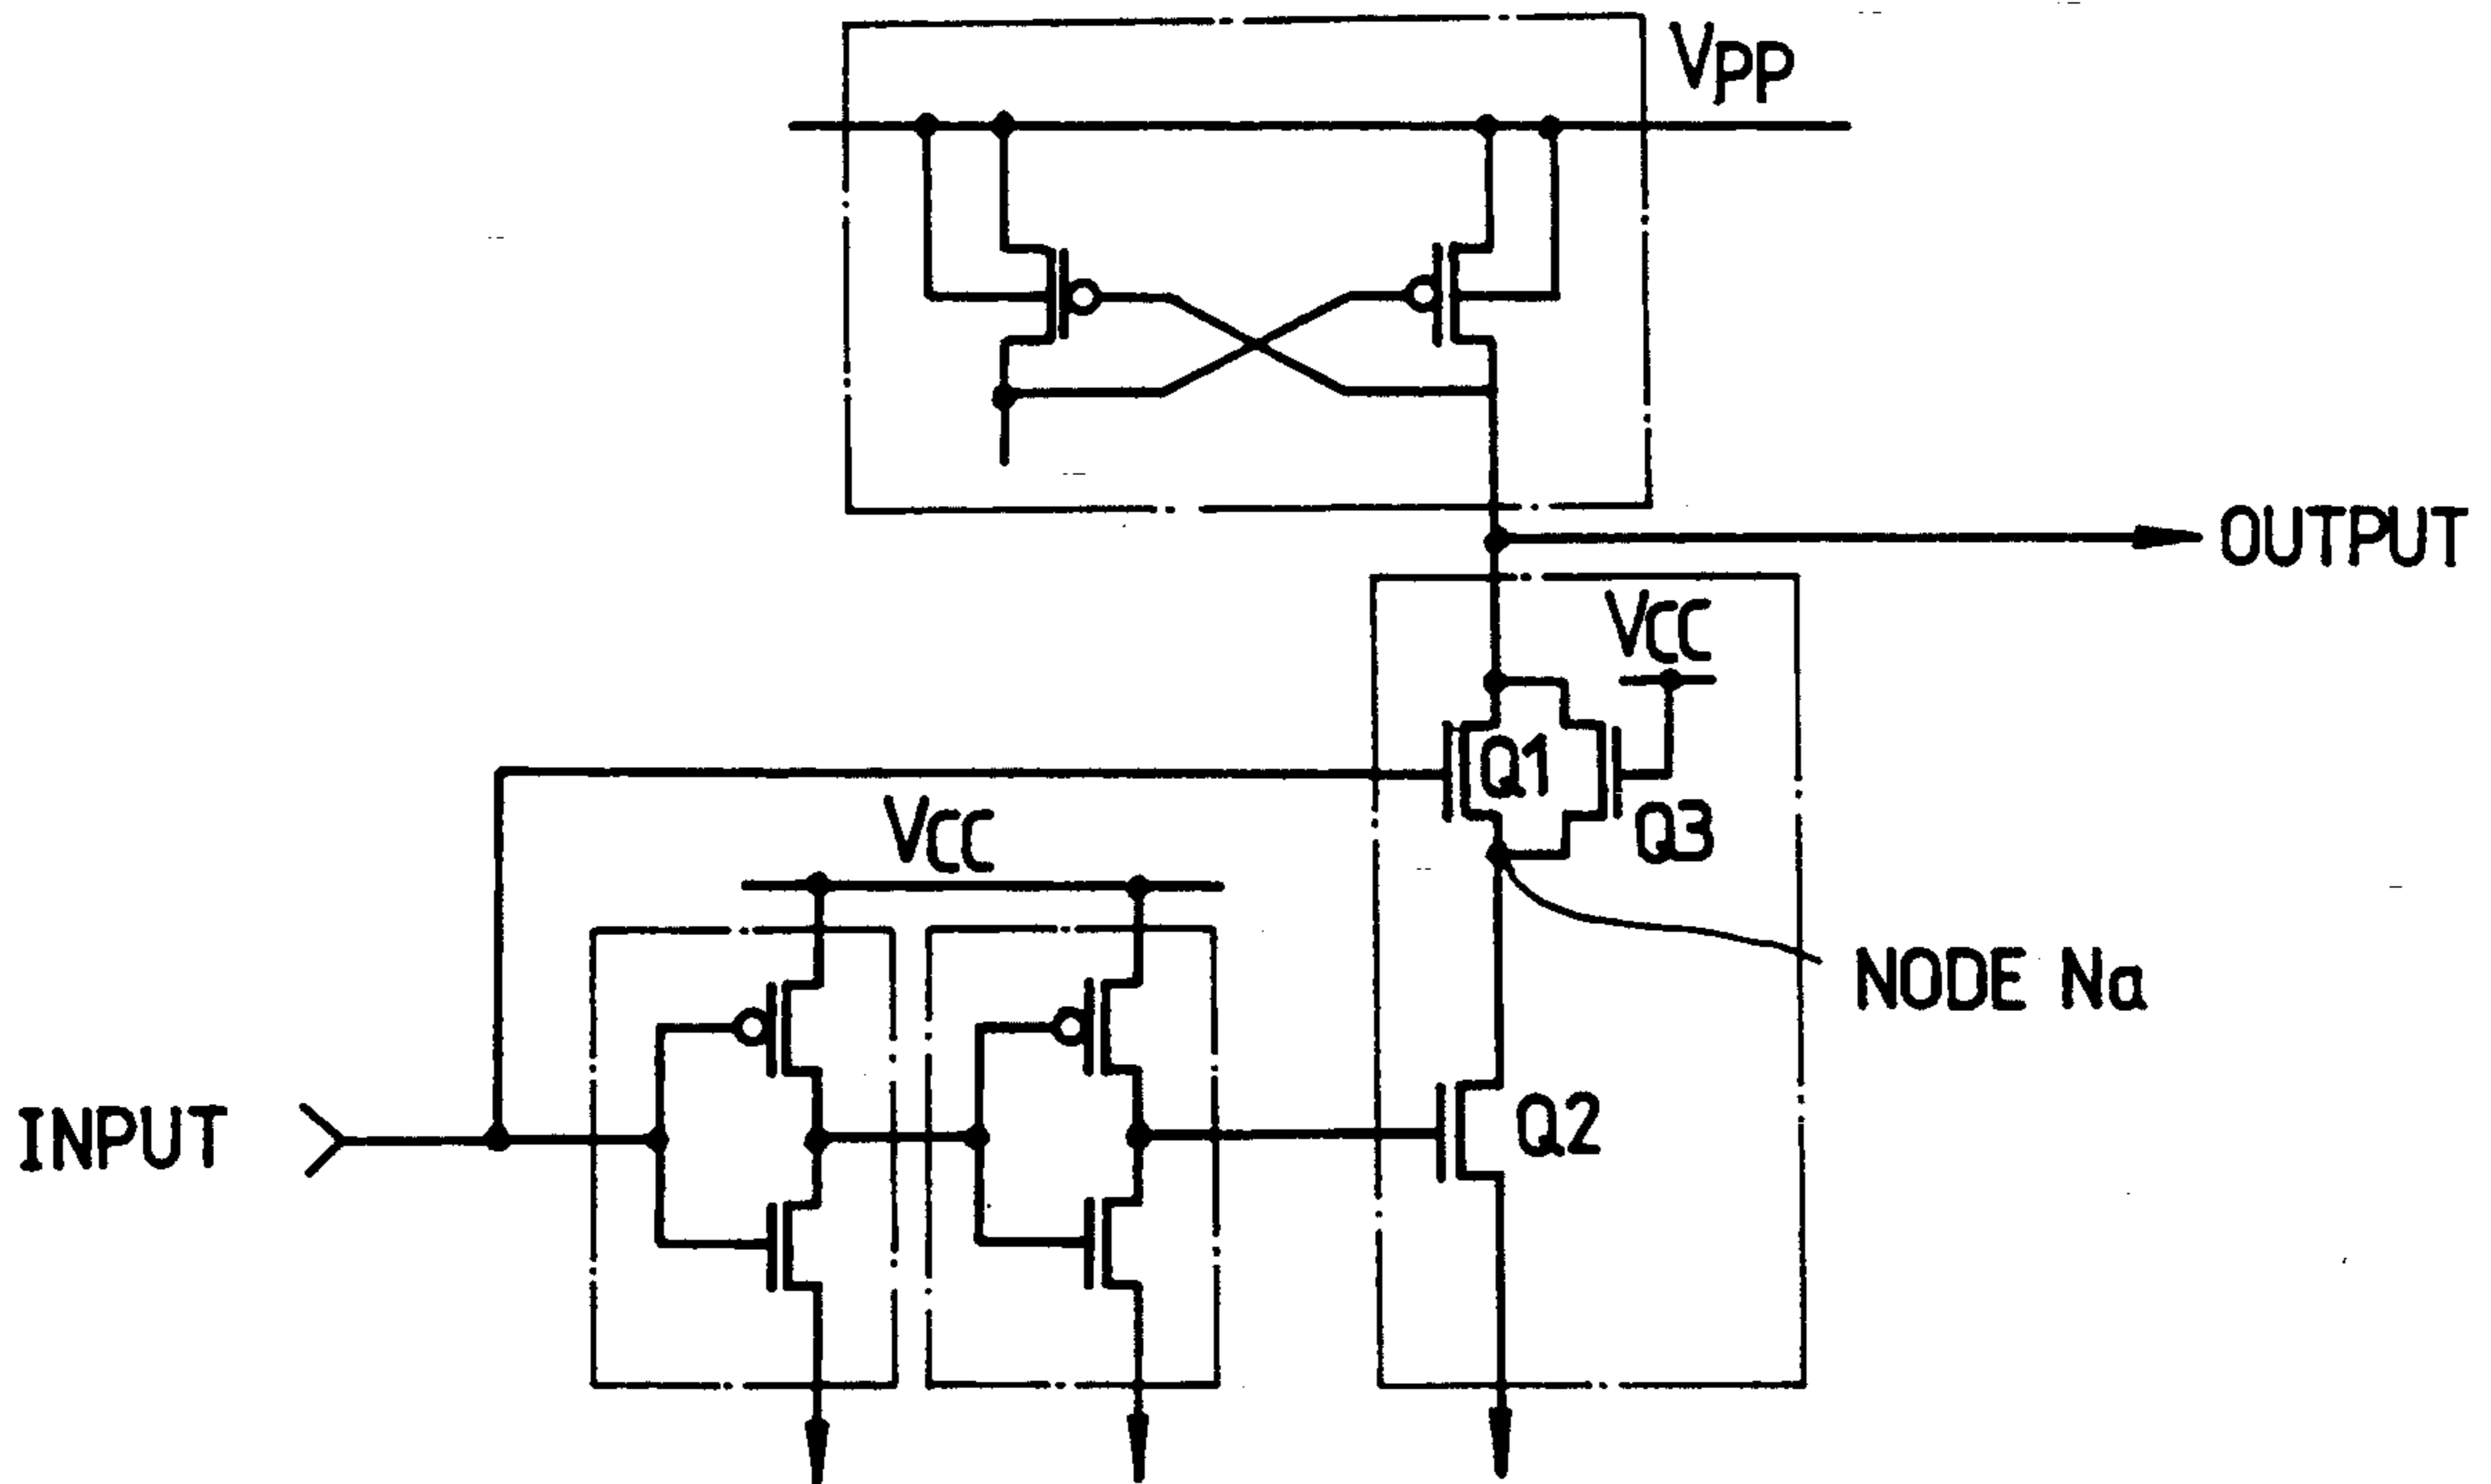 VPP
OUTPUT
VCC
Q1
Q3
VCC
NODE Na
INPUT
Q2